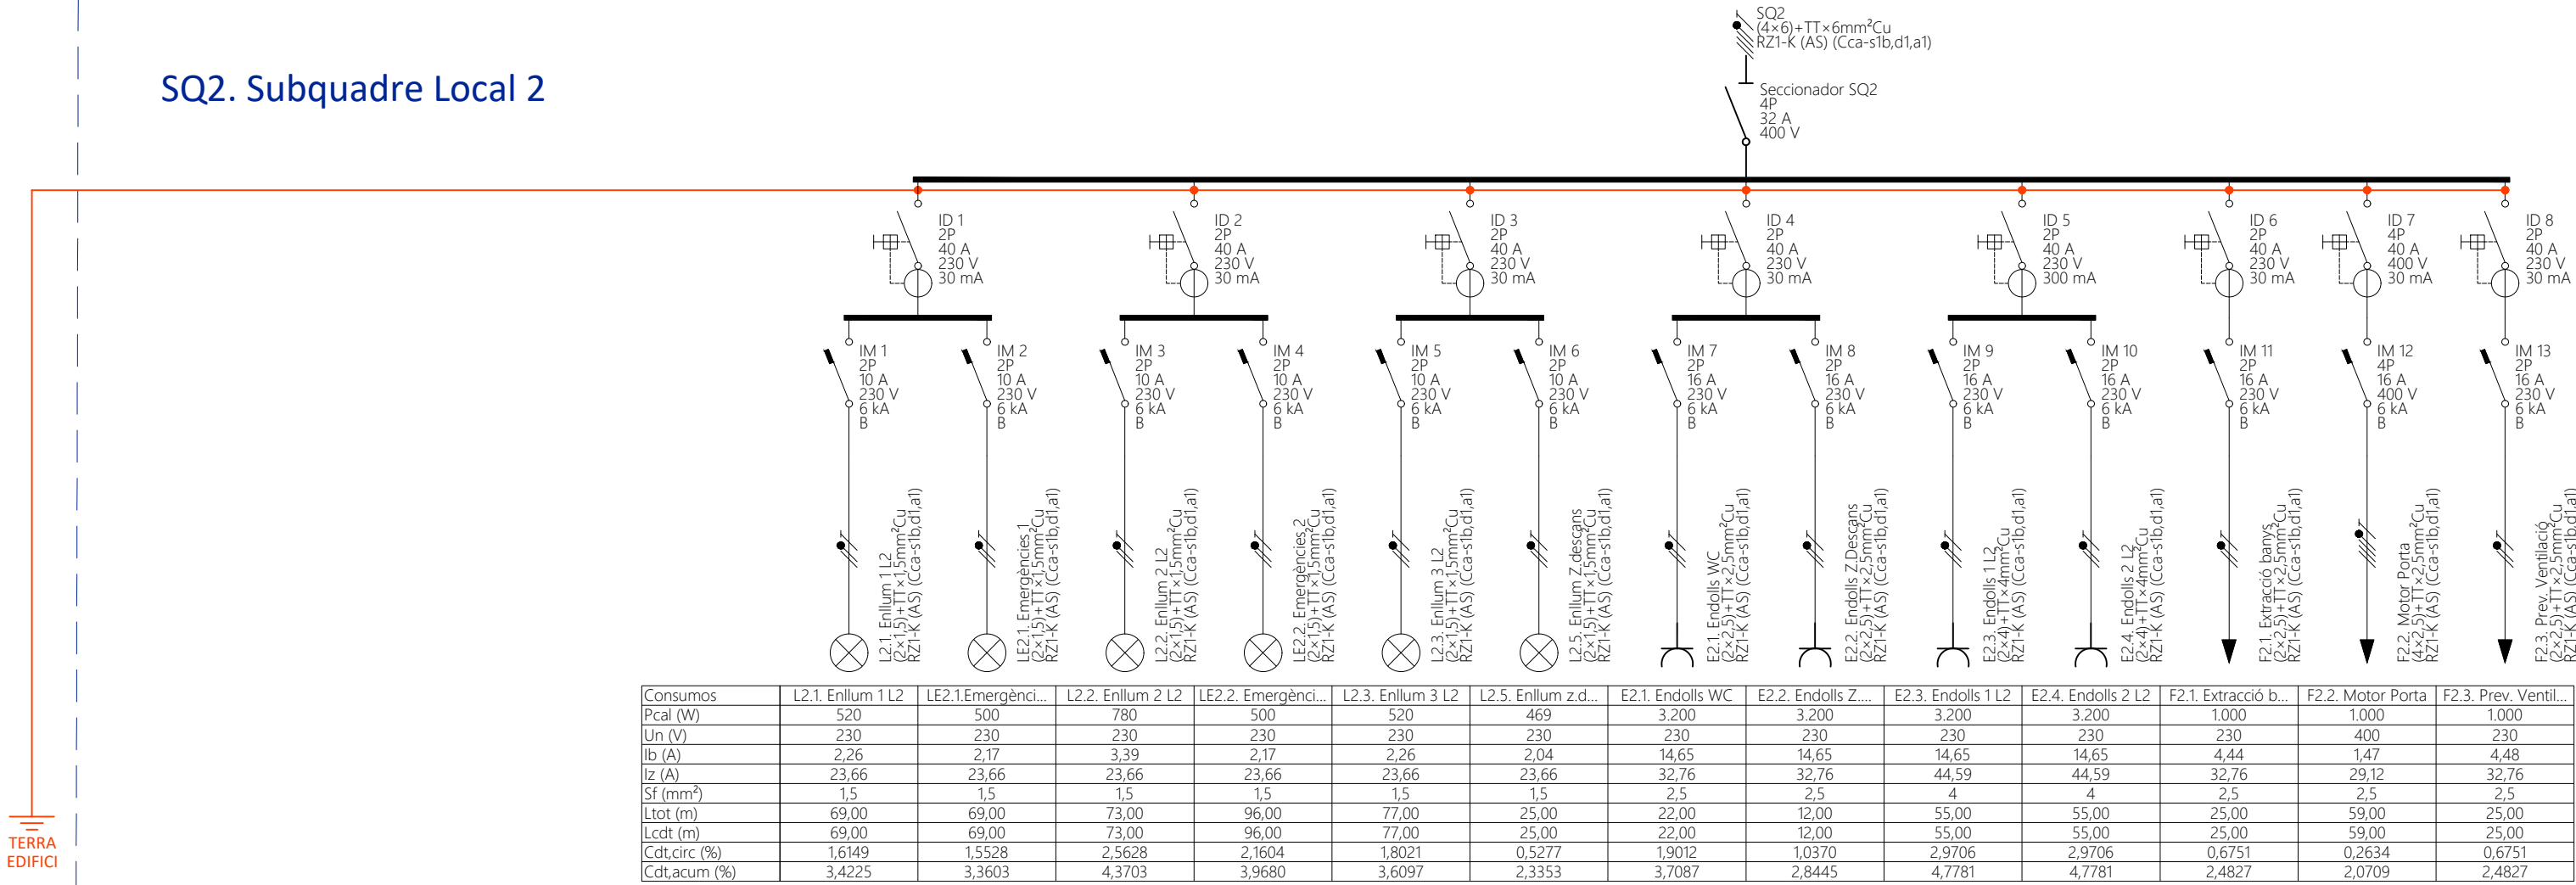 SQ2
(4×6)+TT×6mm²Cu
RZ1-K (AS) (Cca-s1b,d1,a1)
SQ2. Subquadre Local 2
Seccionador SQ2
4P
32 A
400 V
ID 1
2P
40 A
230 V
30 mA
ID 2
2P
40 A
230 V
30 mA
ID 3
2P
40 A
230 V
30 mA
ID 4
2P
40 A
230 V
30 mA
ID 5
2P
40 A
230 V
300 mA
ID 6
2P
40 A
230 V
30 mA
ID 7
4P
40 A
400 V
30 mA
ID 8
2P
40 A
230 V
30 mA
IM 1
2P
10 A
230 V
6 kA
B
IM 2
2P
10 A
230 V
6 kA
B
IM 3
2P
10 A
230 V
6 kA
B
IM 4
2P
10 A
230 V
6 kA
B
IM 5
2P
10 A
230 V
6 kA
B
IM 6
2P
10 A
230 V
6 kA
B
IM 7
2P
16 A
230 V
6 kA
B
IM 8
2P
16 A
230 V
6 kA
B
IM 9
2P
16 A
230 V
6 kA
B
IM 10
2P
16 A
230 V
6 kA
B
IM 11
2P
16 A
230 V
6 kA
B
IM 12
4P
16 A
400 V
6 kA
B
IM 13
2P
16 A
230 V
6 kA
B
L2.1. Enllum 1 L2
(2×1,5)+TT×1,5mm²Cu
RZ1-K (AS) (Cca-s1b,d1,a1)
LE2.1.Emergències 1
(2×1,5)+TT×1,5mm²Cu
RZ1-K (AS) (Cca-s1b,d1,a1)
L2.2. Enllum 2 L2
(2×1,5)+TT×1,5mm²Cu
RZ1-K (AS) (Cca-s1b,d1,a1)
LE2.2. Emergències 2
(2×1,5)+TT×1,5mm²Cu
RZ1-K (AS) (Cca-s1b,d1,a1)
L2.3. Enllum 3 L2
(2×1,5)+TT×1,5mm²Cu
RZ1-K (AS) (Cca-s1b,d1,a1)
L2.5. Enllum z.descans
(2×1,5)+TT×1,5mm²Cu
RZ1-K (AS) (Cca-s1b,d1,a1)
E2.1. Endolls WC
(2×2,5)+TT×2,5mm²Cu
RZ1-K (AS) (Cca-s1b,d1,a1)
E2.2. Endolls Z.Descans
(2×2,5)+TT×2,5mm²Cu
RZ1-K (AS) (Cca-s1b,d1,a1)
E2.3. Endolls 1 L2
(2×4)+TT×4mm²Cu
RZ1-K (AS) (Cca-s1b,d1,a1)
E2.4. Endolls 2 L2
(2×4)+TT×4mm²Cu
RZ1-K (AS) (Cca-s1b,d1,a1)
F2.1. Extracció banys
(2×2,5)+TT×2,5mm²Cu
RZ1-K (AS) (Cca-s1b,d1,a1)
F2.2. Motor Porta
(4×2,5)+TT×2,5mm²Cu
RZ1-K (AS) (Cca-s1b,d1,a1)
F2.3. Prev. Ventilació
(2×2,5)+TT×2,5mm²Cu
RZ1-K (AS) (Cca-s1b,d1,a1)
Consumos L2.1. Enllum 1 L2 LE2.1.Emergènci... L2.2. Enllum 2 L2 LE2.2. Emergènci... L2.3. Enllum 3 L2 L2.5. Enllum z.d... E2.1. Endolls WC E2.2. Endolls Z.... E2.3. Endolls 1 L2 E2.4. Endolls 2 L2 F2.1. Extracció b... F2.2. Motor Porta F2.3. Prev. Ventil...
Pcal (W) 520 500 780 500 520 469 3.200 3.200 3.200 3.200 1.000 1.000 1.000
Un (V) 230 230 230 230 230 230 230 230 230 230 230 400 230
Ib (A) 2,26 2,17 3,39 2,17 2,26 2,04 14,65 14,65 14,65 14,65 4,44 1,47 4,48
Iz (A) 23,66 23,66 23,66 23,66 23,66 23,66 32,76 32,76 44,59 44,59 32,76 29,12 32,76
Sf (mm²) 1,5 1,5 1,5 1,5 1,5 1,5 2,5 2,5 4 4 2,5 2,5 2,5
Ltot (m) 69,00 69,00 73,00 96,00 77,00 25,00 22,00 12,00 55,00 55,00 25,00 59,00 25,00
Lcdt (m) 69,00 69,00 73,00 96,00 77,00 25,00 22,00 12,00 55,00 55,00 25,00 59,00 25,00
Cdt,circ (%) 1,6149 1,5528 2,5628 2,1604 1,8021 0,5277 1,9012 1,0370 2,9706 2,9706 0,6751 0,2634 0,6751
Cdt,acum (%) 3,4225 3,3603 4,3703 3,9680 3,6097 2,3353 3,7087 2,8445 4,7781 4,7781 2,4827 2,0709 2,4827
TERRA
EDIFICI